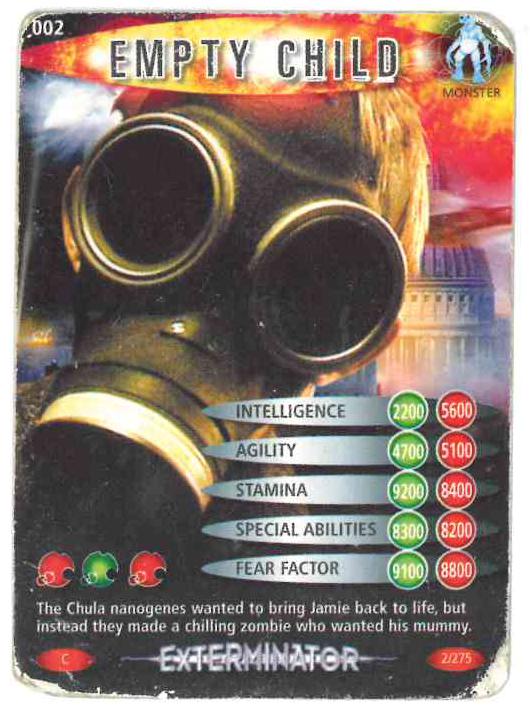 002
EMPTY CHILD
MONSTER
INTELLIGENCE 2200 5600
AGILITY 4700 5100
STAMINA 9200 8400
SPECIAL ABILITIES 8300 8200
FEAR FACTOR 9100 8800
The Chula nanogenes wanted to bring Jamie back to life, but
instead they made a chilling zombie who wanted his mummy.
C EXTERMINATOR 2/275